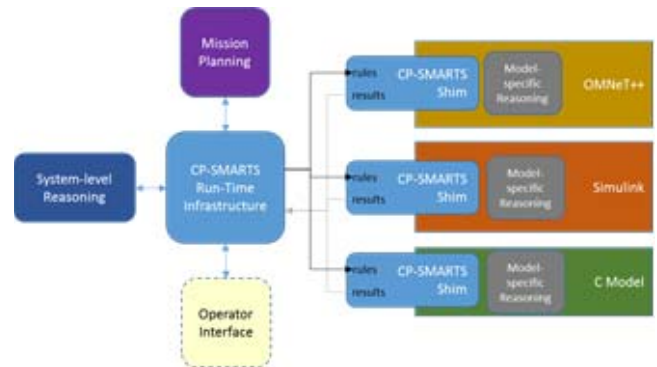 Mission
Planning
System-level
Reasoning
CP-SMARTS
Run-Time
Infrastructure
Operator
Interface
rules
results
CP-SMARTS
Shim
Model-
specific
Reasoning
OMNeT++
rules
results
CP-SMARTS
Shim
Model-
specific
Reasoning
Simulink
rules
results
CP-SMARTS
Shim
Model-
specific
Reasoning
C Model